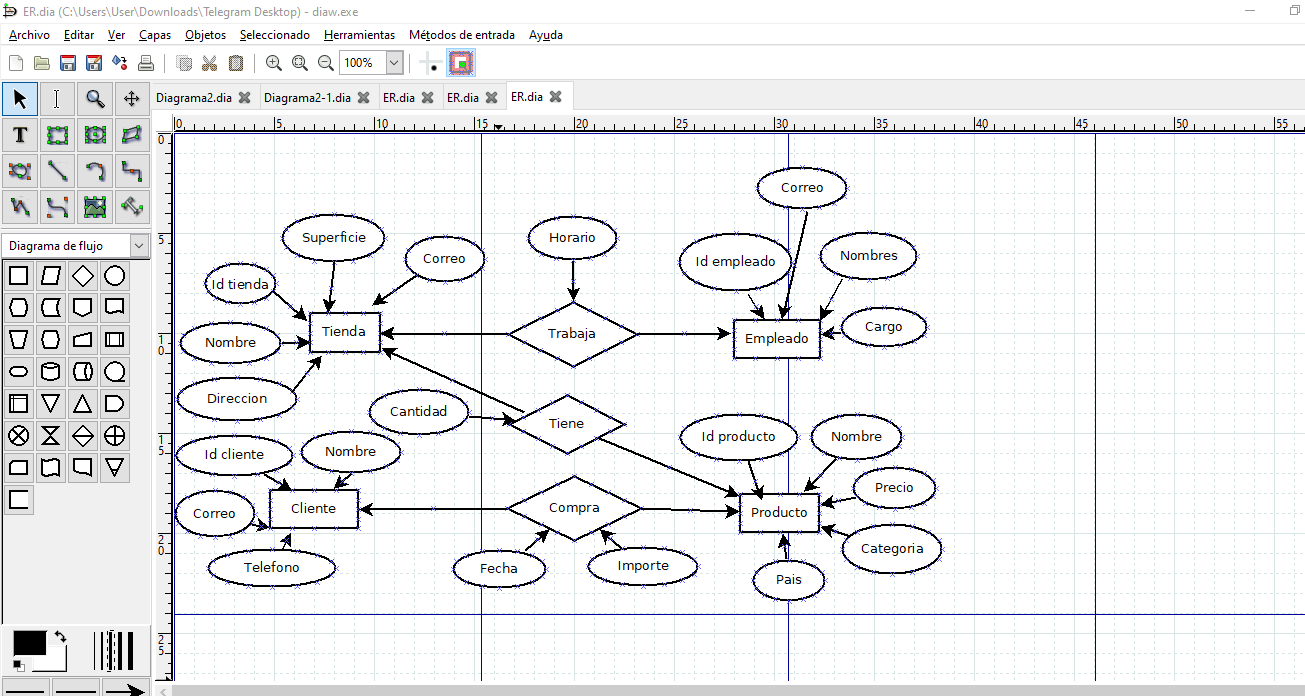 ER.dia (C:\Users\User\Downloads\Telegram Desktop) - diaw.exe
Archivo Editar Ver Capas Objetos Seleccionado Herramientas Métodos de entrada Ayuda
100%
Diagrama2.dia Diagrama2-1.dia ER.dia ER.dia ER.dia
0 5 10 15 20 25 30 35 40 45 50 55
0
5
10
15
20
25
T
Diagrama de flujo
Correo
Superficie
Horario
Correo
Id empleado
Nombres
Id tienda
Tienda
Trabaja
Empleado
Cargo
Nombre
Direccion
Cantidad
Tiene
Id producto
Nombre
Id cliente
Nombre
Precio
Cliente
Compra
Producto
Correo
Categoria
Telefono
Fecha
Importe
Pais